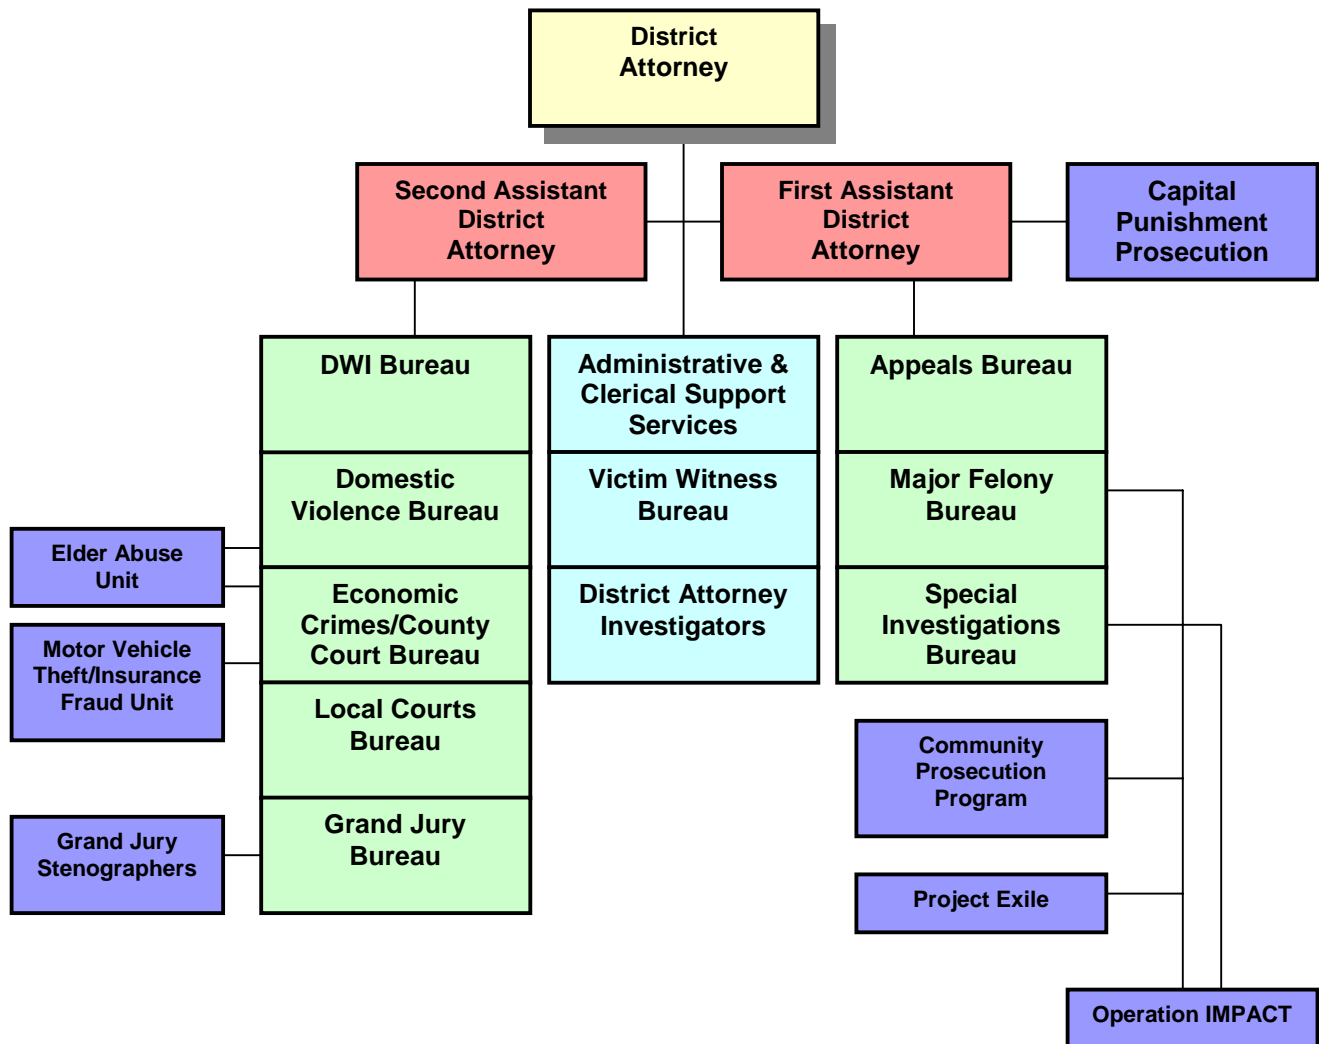 District
Attorney
Second Assistant
District
Attorney
First Assistant
District
Attorney
Capital
Punishment
Prosecution
DWI Bureau
Administrative &
Clerical Support
Services
Appeals Bureau
Domestic
Violence Bureau
Victim Witness
Bureau
Major Felony
Bureau
Elder Abuse
Unit
Economic
Crimes/County
Court Bureau
District Attorney
Investigators
Special
Investigations
Bureau
Motor Vehicle
Theft/Insurance
Fraud Unit
Local Courts
Bureau
Community
Prosecution
Program
Grand Jury
Stenographers
Grand Jury
Bureau
Project Exile
Operation IMPACT